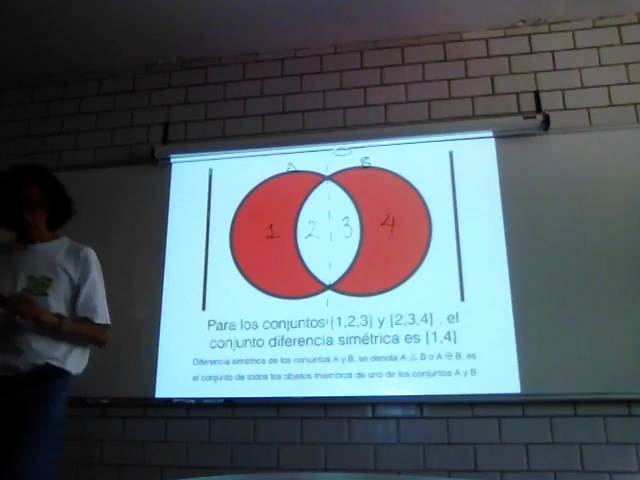 A B
1 2 3 4
Para los conjuntos {1,2,3} y {2,3,4} , el
conjunto diferencia simétrica es {1,4}
Diferencia simétrica de los conjuntos A y B, se denota A △ B o A ⊖ B, es
el conjunto de todos los objetos miembros de uno de los conjuntos A y B